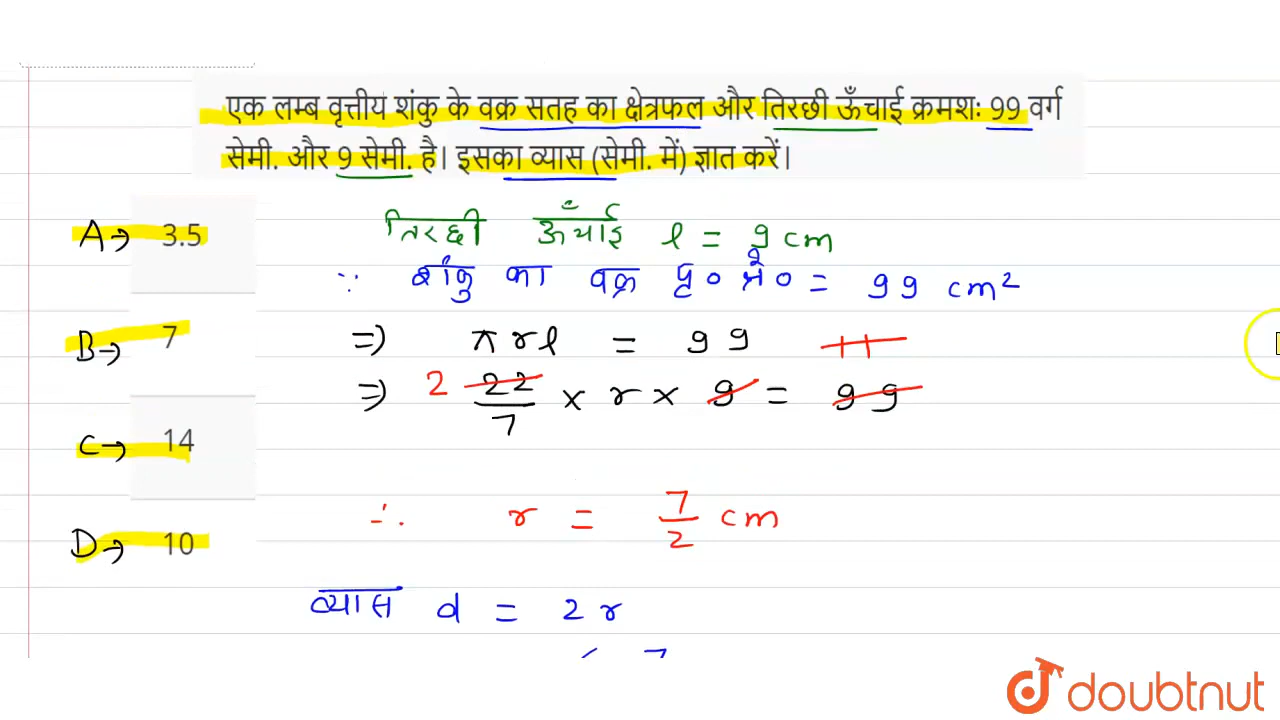 एक लम्ब वृत्तीय शंकु के वक्र सतह का क्षेत्रफल और तिरछी ऊँचाई क्रमशः 99 वर्ग
सेमी. और 9 सेमी. है। इसका व्यास (सेमी. में) ज्ञात करें।
A→ 3.5
तिरछी ऊँचाई l = 9 cm
∵ शंकु का वक्र पृ० क्षे० = 99 cm²
B→ 7
⇒ πrl = 99 11
⇒ 2 22/7 × r × 9 = 99
C→ 14
∴ r = 7/2 cm
D→ 10
व्यास d = 2r
7
doubtnut